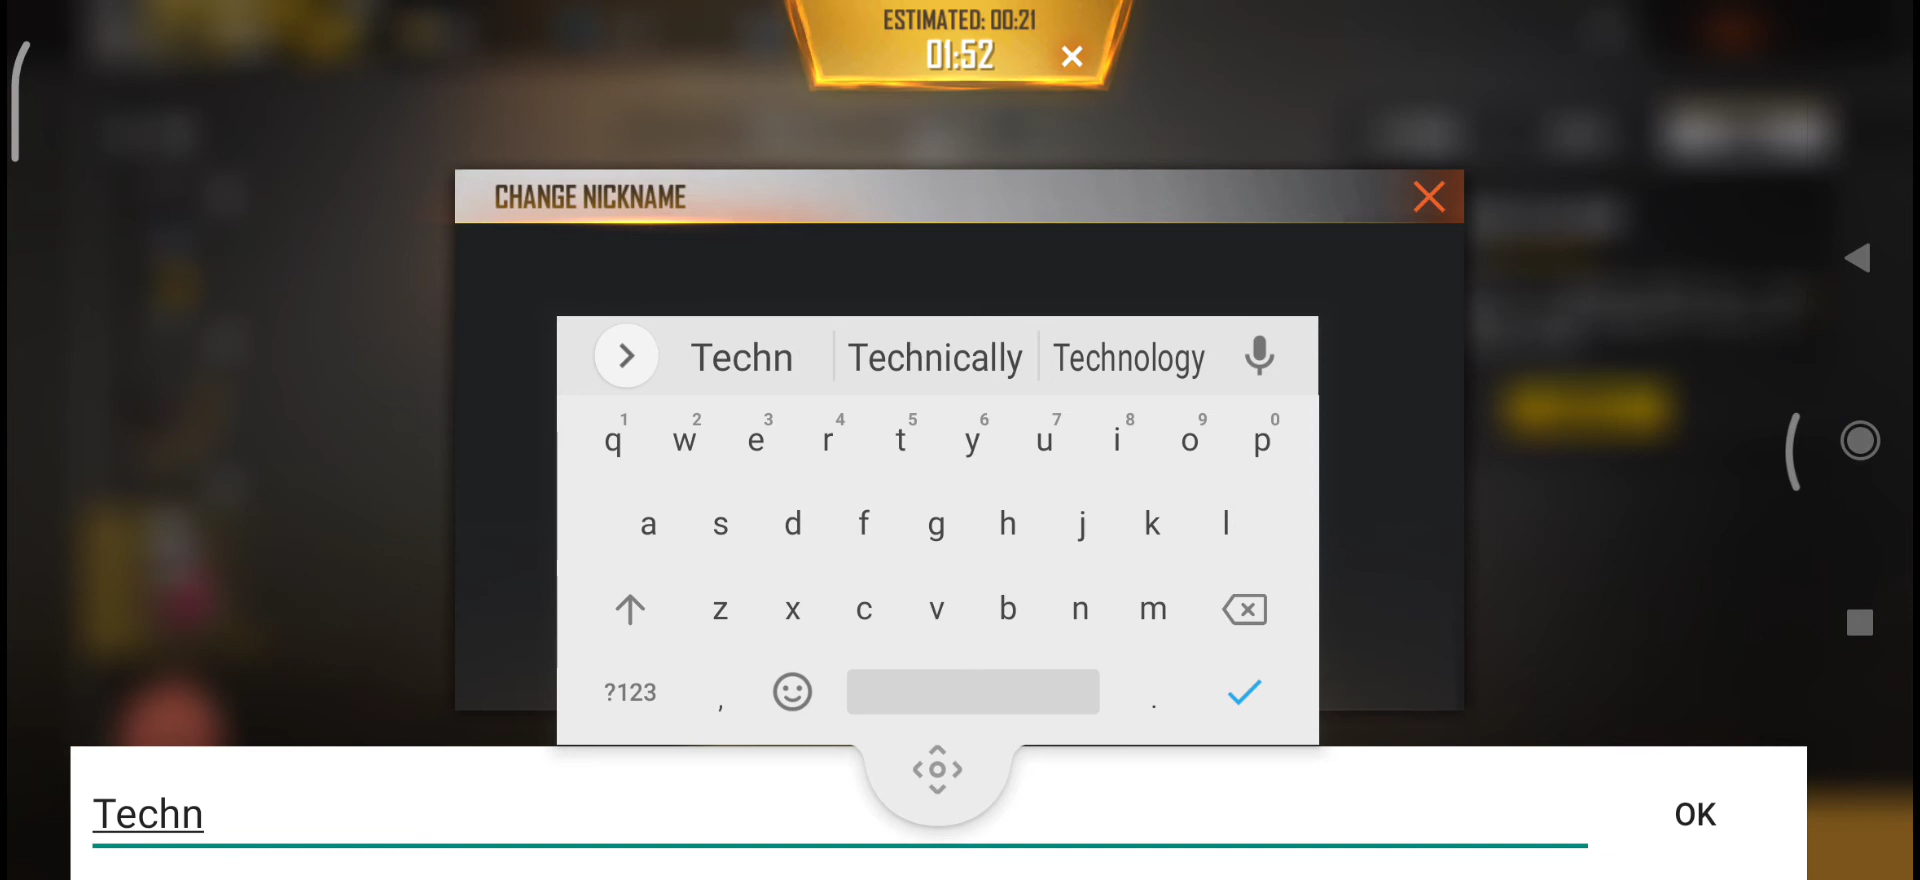 ESTIMATED: 00:21
01:52
CHANGE NICKNAME
Techn Technically Technology
1 2 3 4 5 6 7 8 9 0
q w e r t y u i o p
a s d f g h j k l
z x c v b n m
?123 , .
Techn
OK